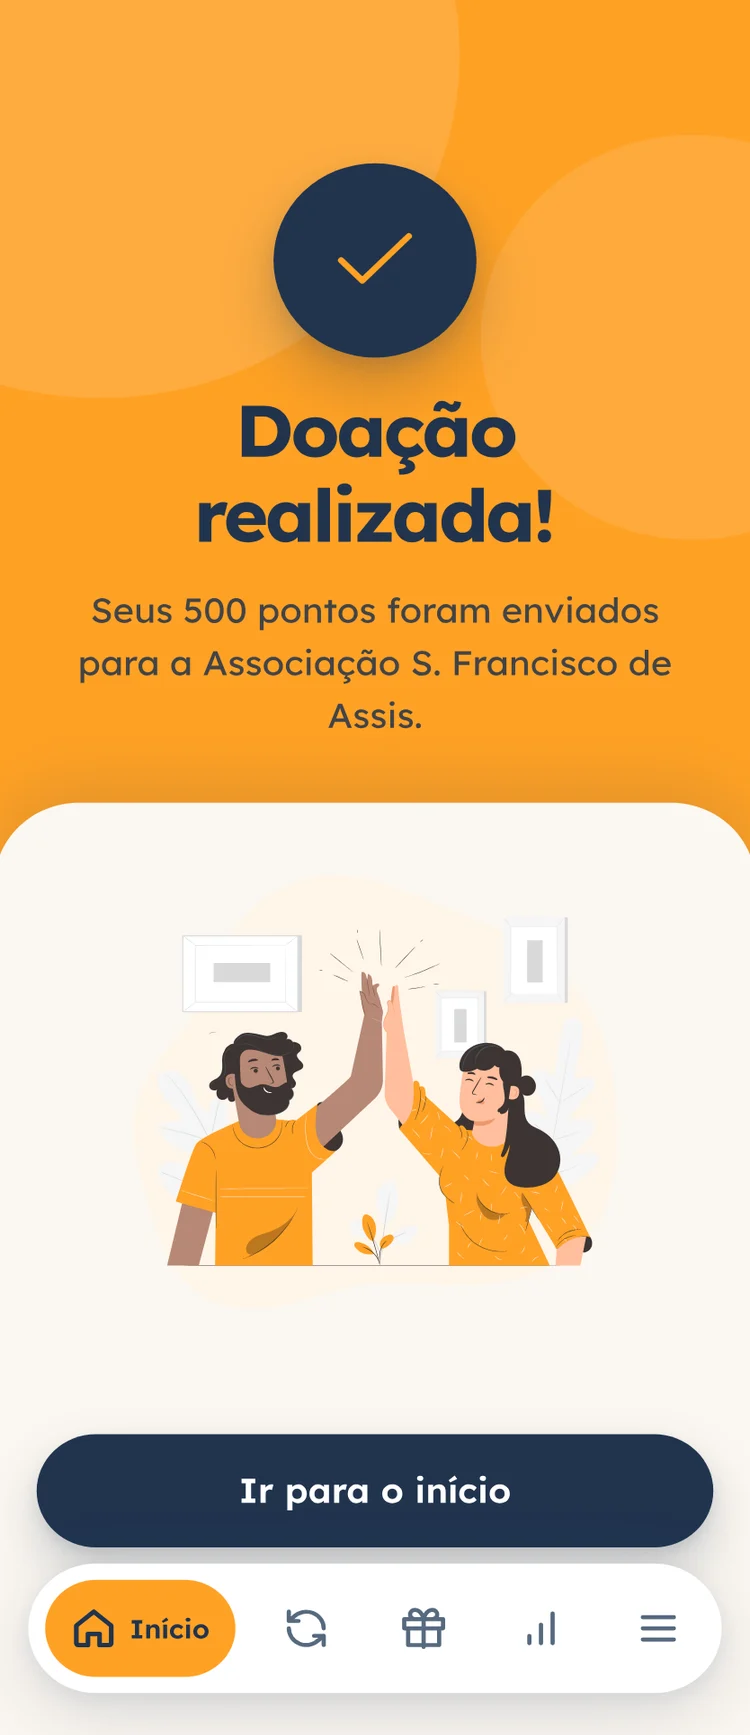 Doação
realizada!
Seus 500 pontos foram enviados
para a Associação S. Francisco de
Assis.
Ir para o início
Início